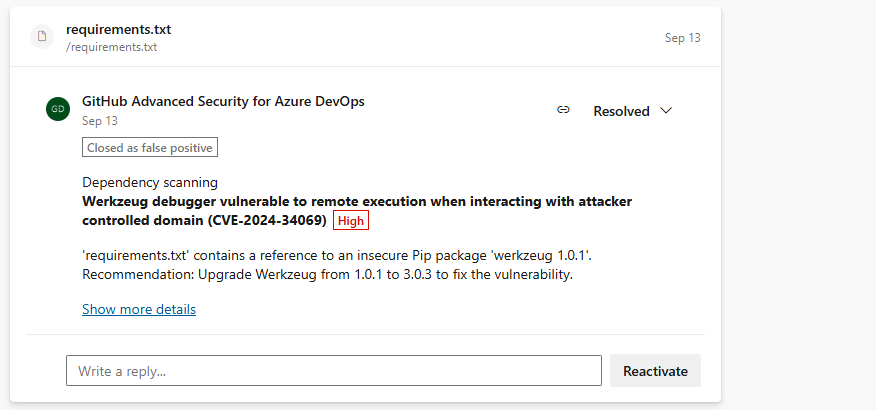 requirements.txt
/requirements.txt
Sep 13
GD
GitHub Advanced Security for Azure DevOps
Sep 13
Resolved
Closed as false positive
Dependency scanning
Werkzeug debugger vulnerable to remote execution when interacting with attacker
controlled domain (CVE-2024-34069) High
'requirements.txt' contains a reference to an insecure Pip package 'werkzeug 1.0.1'.
Recommendation: Upgrade Werkzeug from 1.0.1 to 3.0.3 to fix the vulnerability.
Show more details
Write a reply...
Reactivate